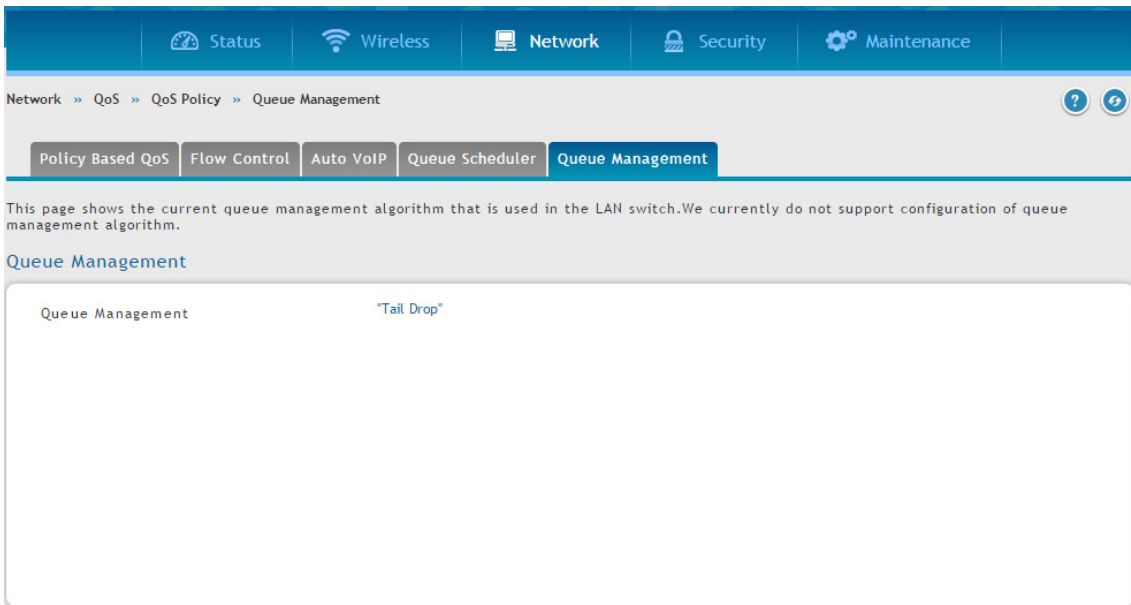 Status Wireless Network Security Maintenance
Network » QoS » QoS Policy » Queue Management
Policy Based QoS Flow Control Auto VoIP Queue Scheduler Queue Management
This page shows the current queue management algorithm that is used in the LAN switch.We currently do not support configuration of queue
management algorithm.
Queue Management
Queue Management "Tail Drop"